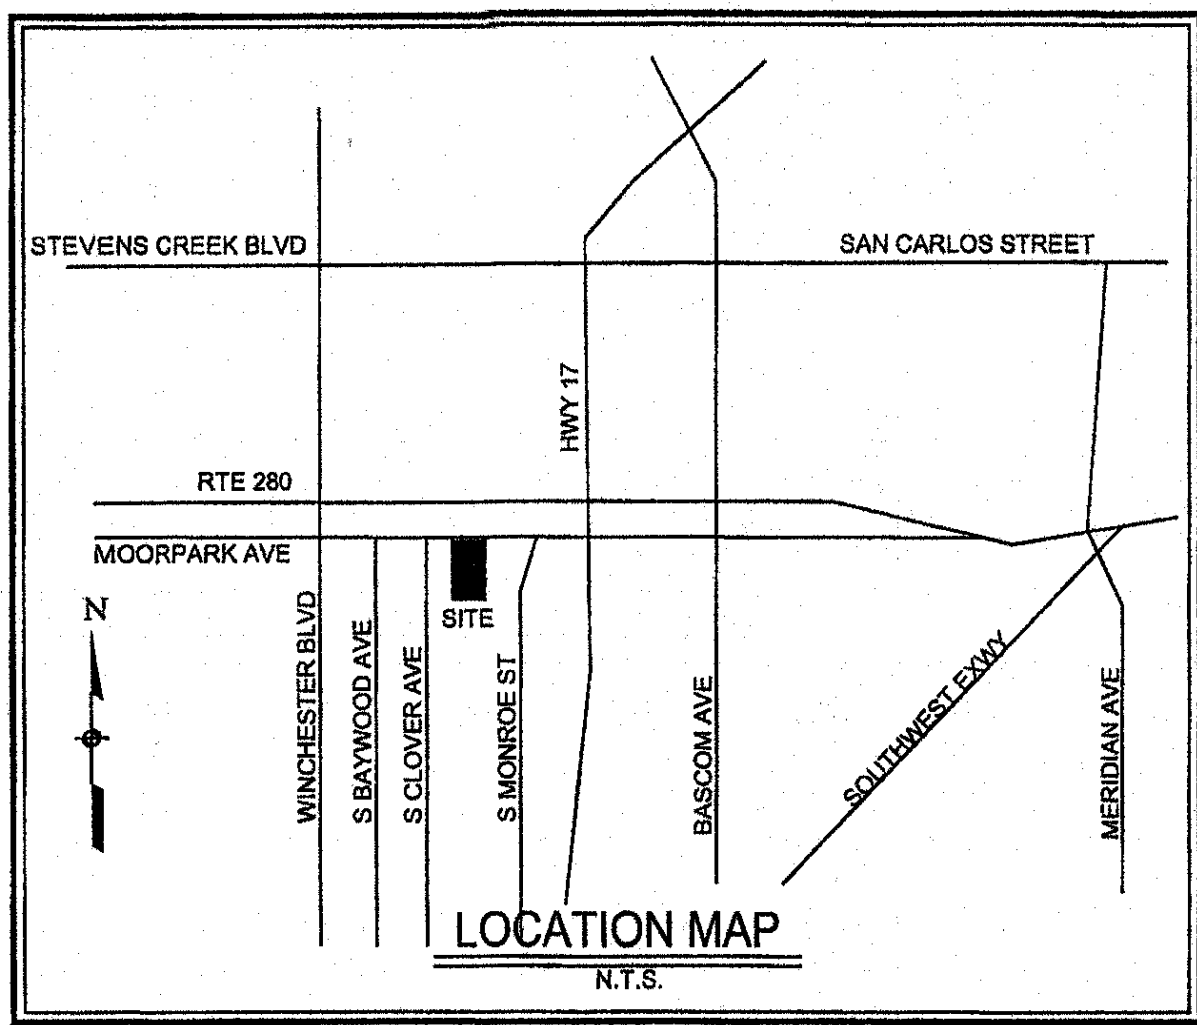 STEVENS CREEK BLVD
SAN CARLOS STREET
HWY 17
RTE 280
MOORPARK AVE
N
SITE
WINCHESTER BLVD
S BAYWOOD AVE
S CLOVER AVE
S MONROE ST
BASCOM AVE
SOUTHWEST EXWY
MERIDIAN AVE
LOCATION MAP
N.T.S.